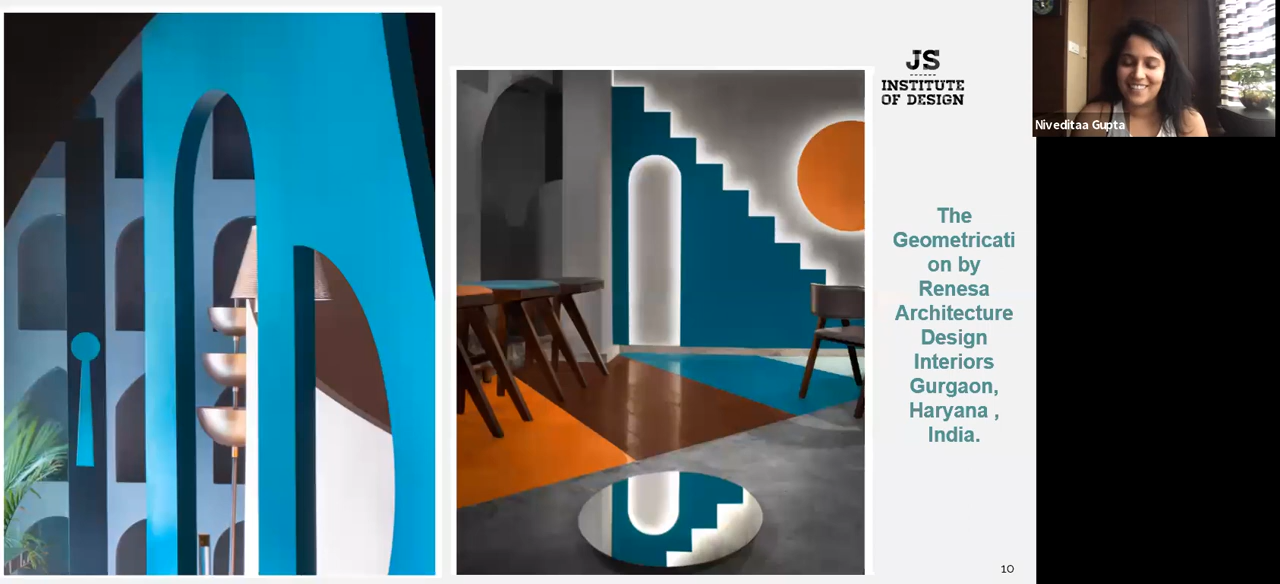 JS
INSTITUTE
OF DESIGN
Niveditaa Gupta
The
Geometricati
on by
Renesa
Architecture
Design
Interiors
Gurgaon,
Haryana ,
India.
10